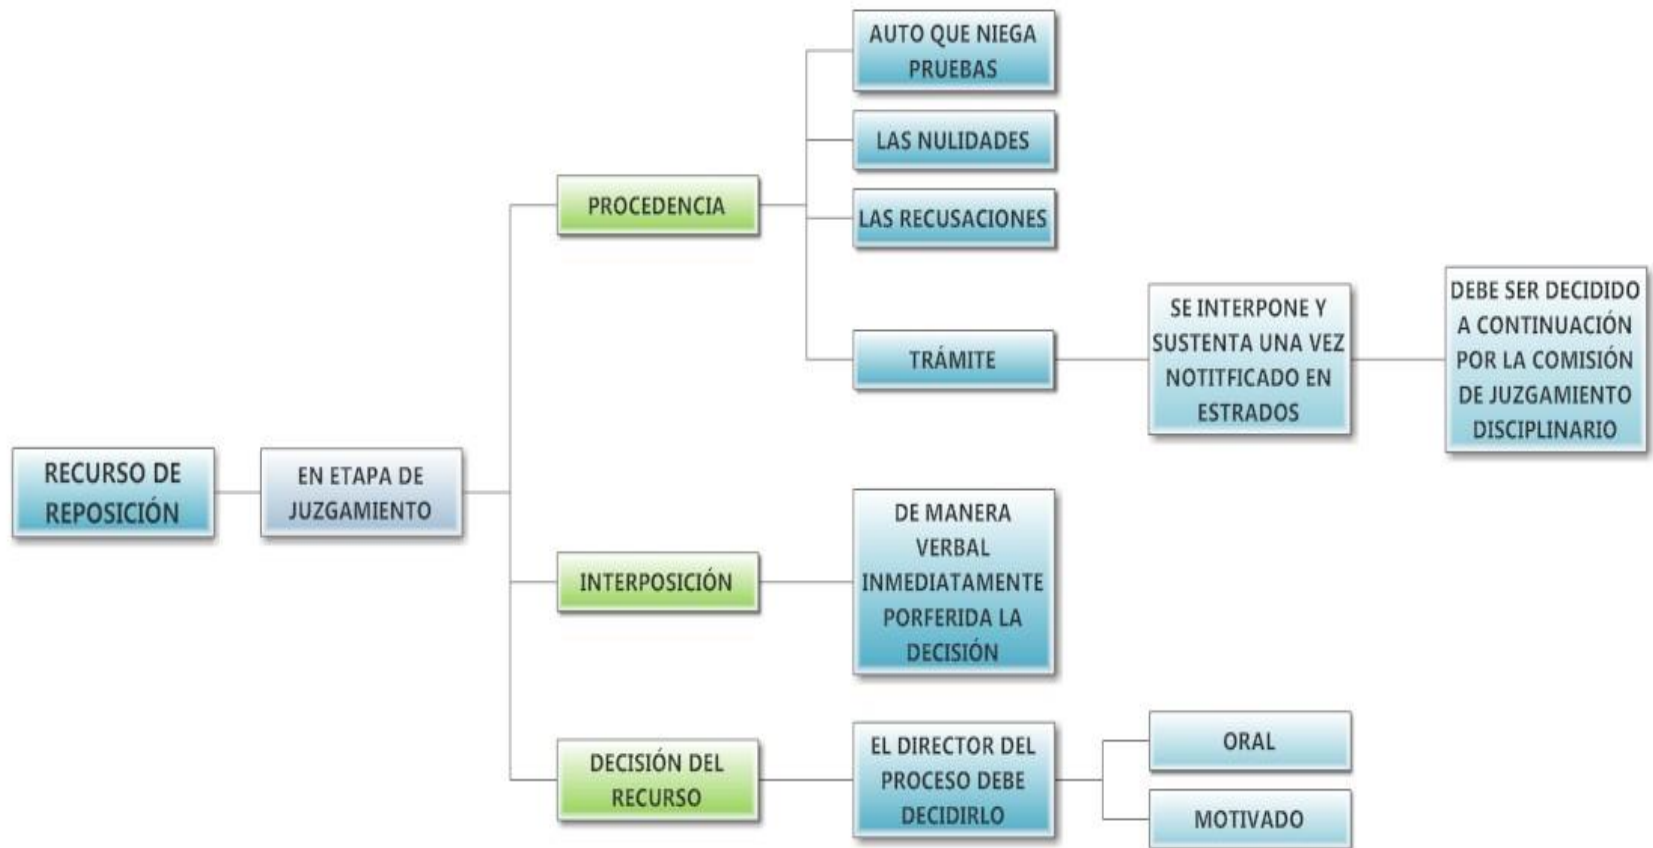 RECURSO DE
REPOSICIÓN
EN ETAPA DE
JUZGAMIENTO
PROCEDENCIA
AUTO QUE NIEGA
PRUEBAS
LAS NULIDADES
LAS RECUSACIONES
TRÁMITE
SE INTERPONE Y
SUSTENTA UNA VEZ
NOTITFICADO EN
ESTRADOS
DEBE SER DECIDIDO
A CONTINUACIÓN
POR LA COMISIÓN
DE JUZGAMIENTO
DISCIPLINARIO
INTERPOSICIÓN
DE MANERA
VERBAL
INMEDIATAMENTE
PORFERIDA LA
DECISIÓN
DECISIÓN DEL
RECURSO
EL DIRECTOR DEL
PROCESO DEBE
DECIDIRLO
ORAL
MOTIVADO